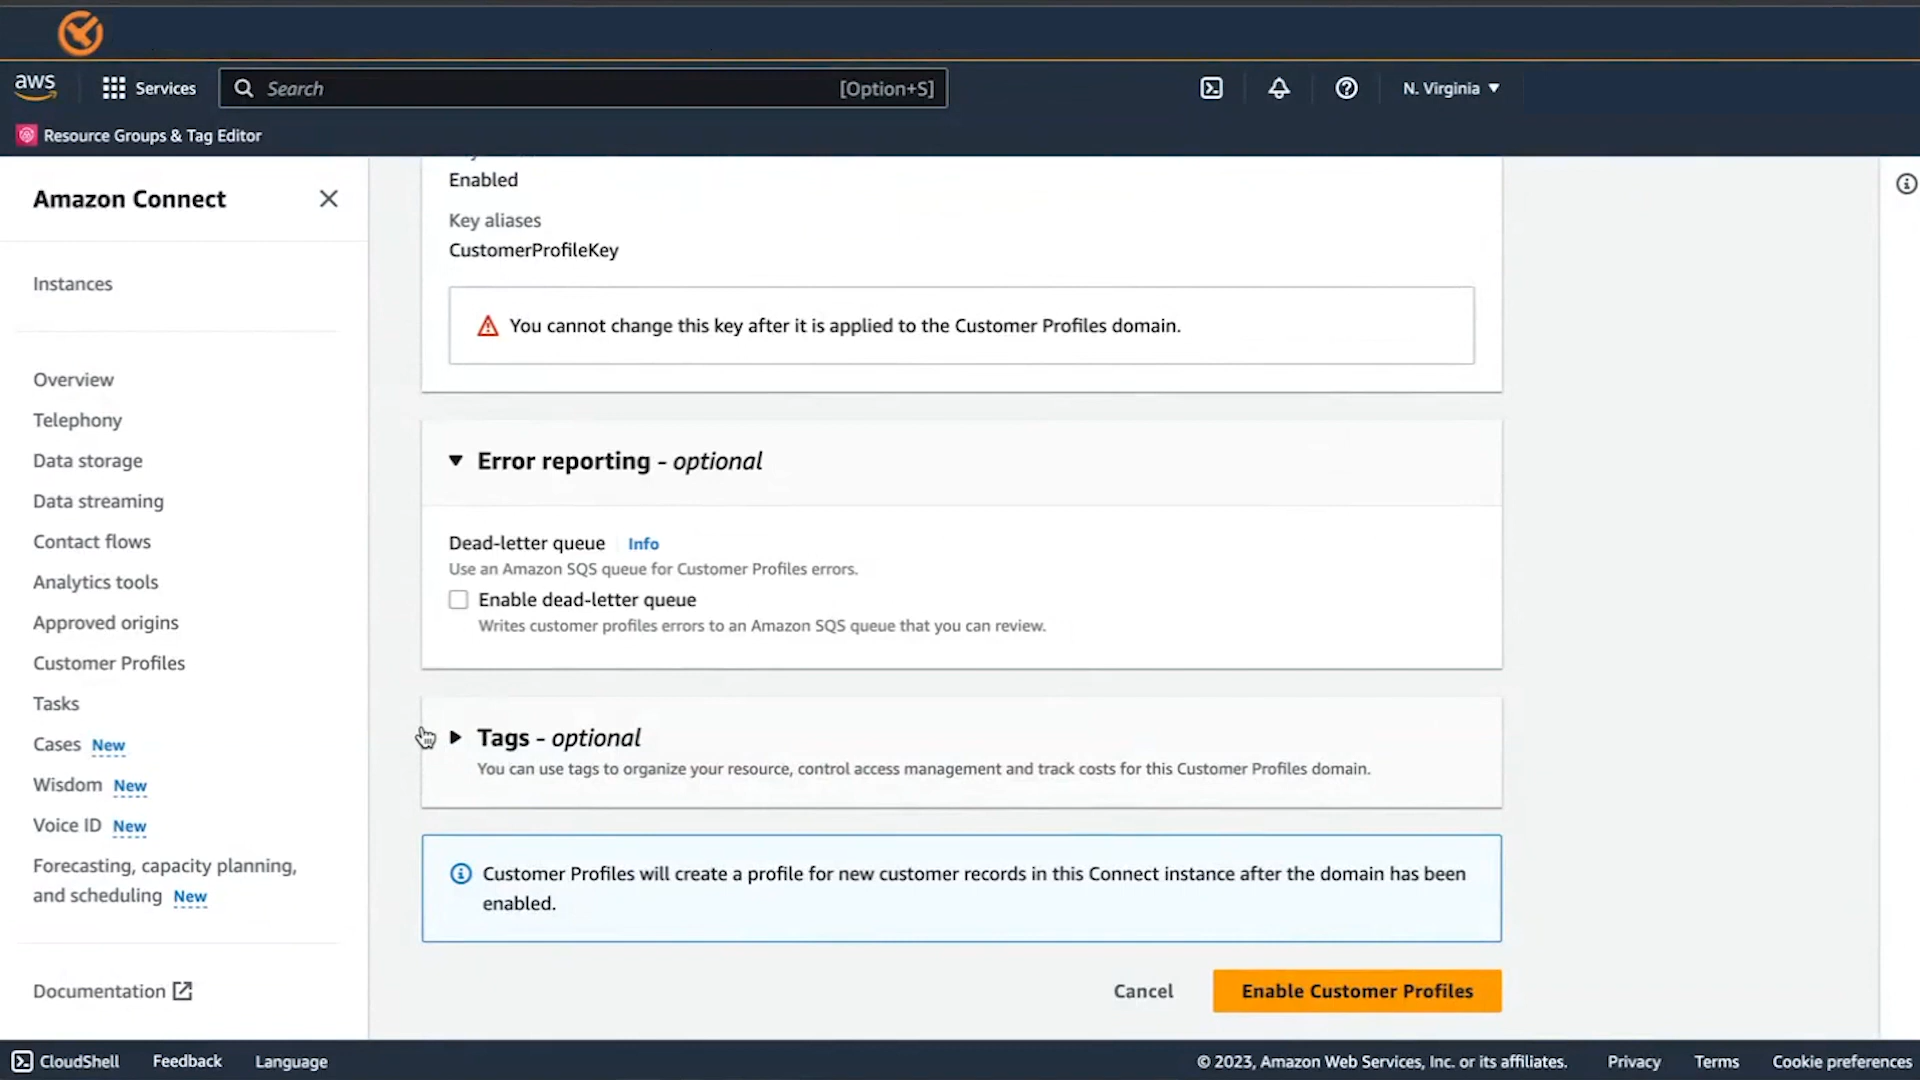 aws
Services
Search
[Option+S]
N. Virginia
Resource Groups & Tag Editor
Amazon Connect
Instances
Overview
Telephony
Data storage
Data streaming
Contact flows
Analytics tools
Approved origins
Customer Profiles
Tasks
Cases New
Wisdom New
Voice ID New
Forecasting, capacity planning,
and scheduling New
Documentation
Enabled
Key aliases
CustomerProfileKey
You cannot change this key after it is applied to the Customer Profiles domain.
Error reporting - optional
Dead-letter queue Info
Use an Amazon SQS queue for Customer Profiles errors.
Enable dead-letter queue
Writes customer profiles errors to an Amazon SQS queue that you can review.
Tags - optional
You can use tags to organize your resource, control access management and track costs for this Customer Profiles domain.
Customer Profiles will create a profile for new customer records in this Connect instance after the domain has been
enabled.
Cancel
Enable Customer Profiles
CloudShell
Feedback
Language
© 2023, Amazon Web Services, Inc. or its affiliates.
Privacy
Terms
Cookie preferences